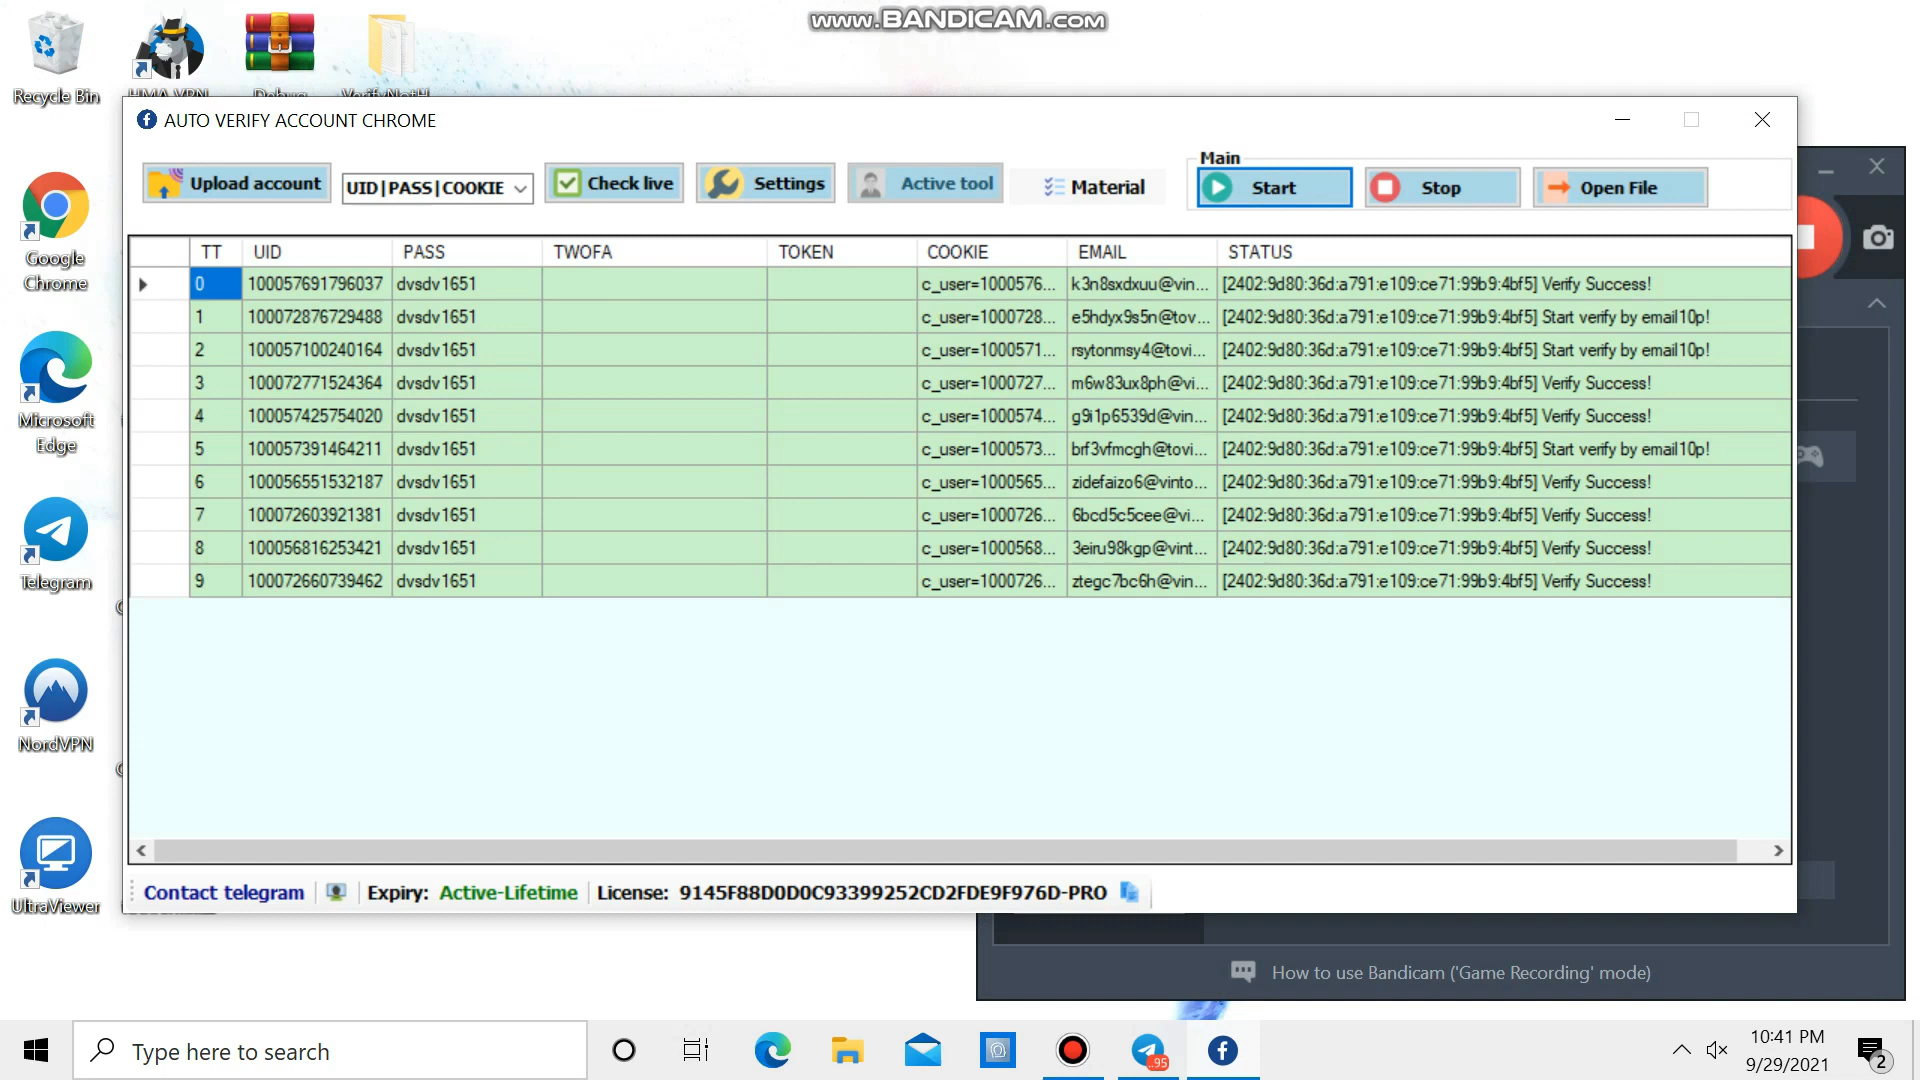 www.BANDICAM.com
Recycle Bin
HMA VPN
Debug
AUTO VERIFY ACCOUNT CHROME
Main
Upload account
UID|PASS|COOKIE
Check live
Settings
Active tool
Material
Start
Stop
Open File
TT UID PASS TWOFA TOKEN COOKIE EMAIL STATUS
0 100057691796037 dvsdv1651 c_user=1000576... k3n8sxdxuu@vin... [2402:9d80:36d:a791:e109:ce71:99b9:4bf5] Verify Success!
1 100072876729488 dvsdv1651 c_user=1000728... e5hdyx9s5n@tov... [2402:9d80:36d:a791:e109:ce71:99b9:4bf5] Start verify by email10p!
2 100057100240164 dvsdv1651 c_user=1000571... rsytonmsy4@tovi... [2402:9d80:36d:a791:e109:ce71:99b9:4bf5] Start verify by email10p!
3 100072771524364 dvsdv1651 c_user=1000727... m6w83ux8ph@vi... [2402:9d80:36d:a791:e109:ce71:99b9:4bf5] Verify Success!
4 100057425754020 dvsdv1651 c_user=1000574... g9i1p6539d@vin... [2402:9d80:36d:a791:e109:ce71:99b9:4bf5] Verify Success!
5 100057391464211 dvsdv1651 c_user=1000573... brf3vfmcgh@tovi... [2402:9d80:36d:a791:e109:ce71:99b9:4bf5] Start verify by email10p!
6 100056551532187 dvsdv1651 c_user=1000565... zidefaizo6@vinto... [2402:9d80:36d:a791:e109:ce71:99b9:4bf5] Verify Success!
7 100072603921381 dvsdv1651 c_user=1000726... 6bcd5c5cee@vi... [2402:9d80:36d:a791:e109:ce71:99b9:4bf5] Verify Success!
8 100056816253421 dvsdv1651 c_user=1000568... 3eiru98kgp@vint... [2402:9d80:36d:a791:e109:ce71:99b9:4bf5] Verify Success!
9 100072660739462 dvsdv1651 c_user=1000726... ztegc7bc6h@vin... [2402:9d80:36d:a791:e109:ce71:99b9:4bf5] Verify Success!
Google
Chrome
Microsoft
Edge
Telegram
NordVPN
UltraViewer
Contact telegram
Expiry: Active-Lifetime
License: 9145F88D0D0C93399252CD2FDE9F976D-PRO
How to use Bandicam ('Game Recording' mode)
Type here to search
..95
10:41 PM
9/29/2021
2